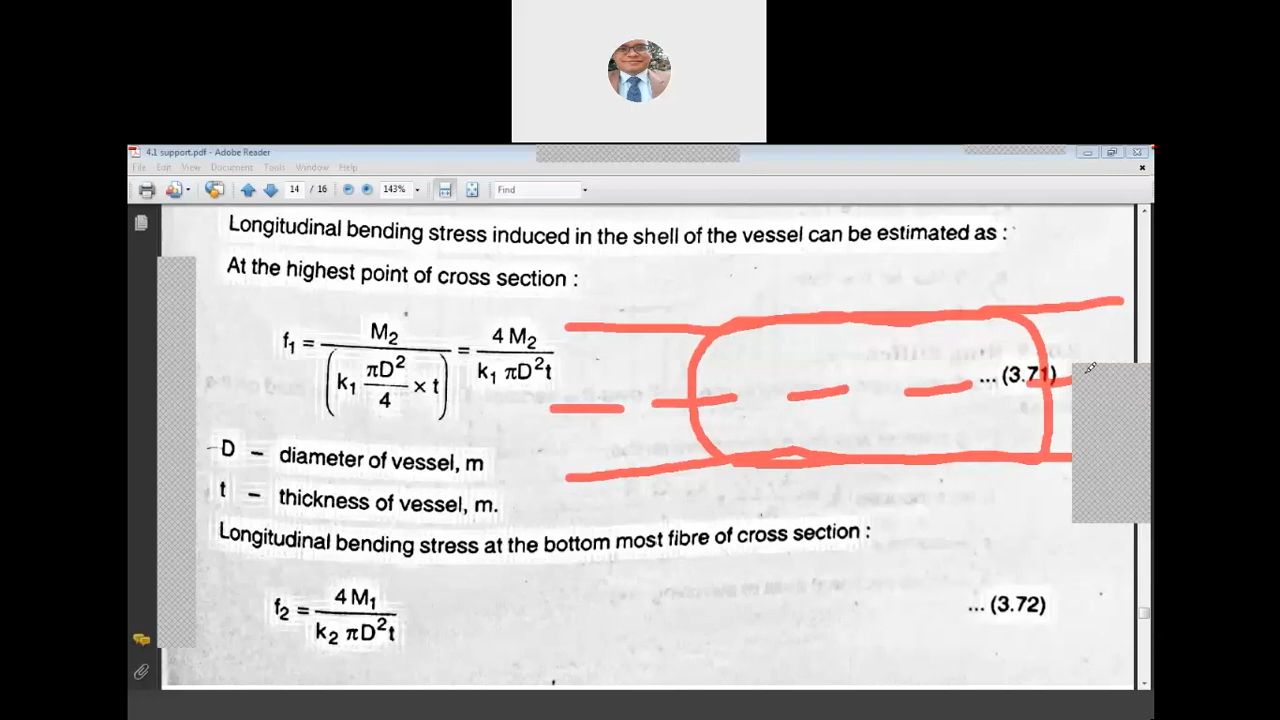 4.1 support.pdf - Adobe Reader
File Edit View Document Tools Window Help
14 / 16 143% Find
Longitudinal bending stress induced in the shell of the vessel can be estimated as :
At the highest point of cross section :
f₁ = M₂ / (k₁ πD²/4 × t) = 4 M₂ / k₁ πD²t ... (3.71)
D – diameter of vessel, m
t – thickness of vessel, m.
Longitudinal bending stress at the bottom most fibre of cross section :
f₂ = 4 M₁ / k₂ πD²t ... (3.72)